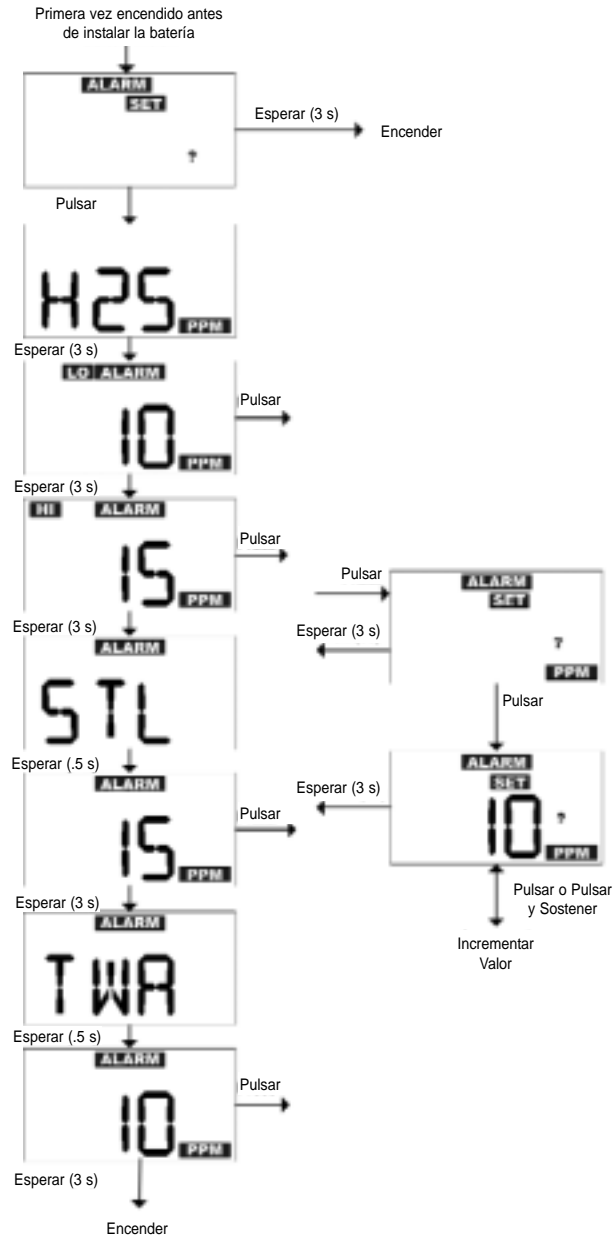 Primera vez encendido antes
de instalar la batería
ALARM
SET
?
Esperar (3 s)
Encender
Pulsar
H2S
PPM
Esperar (3 s)
LO ALARM
10
PPM
Pulsar
Esperar (3 s)
HI ALARM
15
PPM
Pulsar
Esperar (3 s)
ALARM
STL
Esperar (.5 s)
ALARM
15
PPM
Pulsar
Esperar (3 s)
ALARM
TWA
Esperar (.5 s)
ALARM
10
PPM
Pulsar
Esperar (3 s)
Encender
Pulsar
ALARM
SET
?
PPM
Esperar (3 s)
Pulsar
ALARM
SET
10 ?
PPM
Esperar (3 s)
Pulsar o Pulsar
y Sostener
Incrementar
Valor